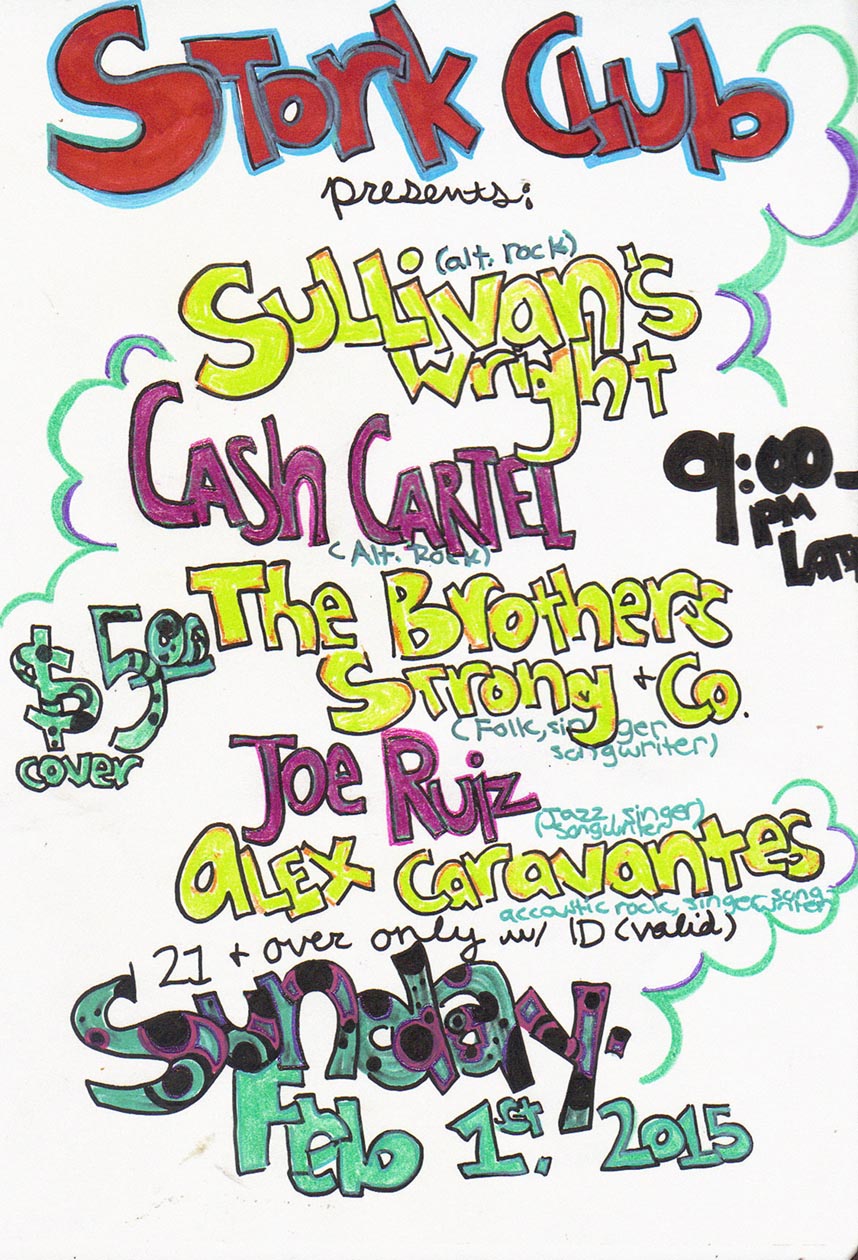 Stork Club
presents:
(alt. rock)
Sullivan's
Wright
Cash Cartel
(Alt. Rock)
9:00-
PM
$5.00
cover
The Brothers
Strong + Co.
(Folk, singer
songwriter)
Joe Ruiz
(Jazz, singer)
songwriter
Alex Caravantes
accoustic rock, singer song-
writer
21 + over only w/ ID (valid)
Sunday.
Feb 1st. 2015